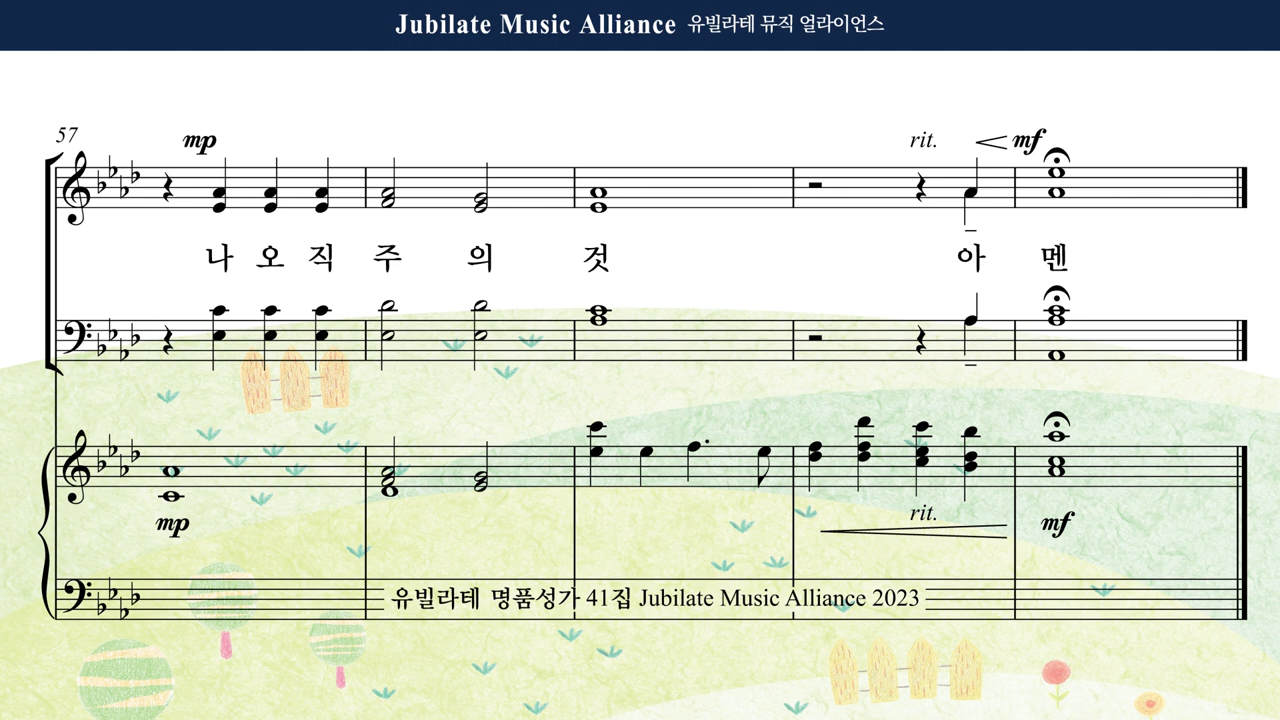 Jubilate Music Alliance 유빌라테 뮤직 얼라이언스
57
mp rit. mf
나 오 직 주 의 것 아 멘
mp rit. mf
유빌라테 명품성가 41집 Jubilate Music Alliance 2023